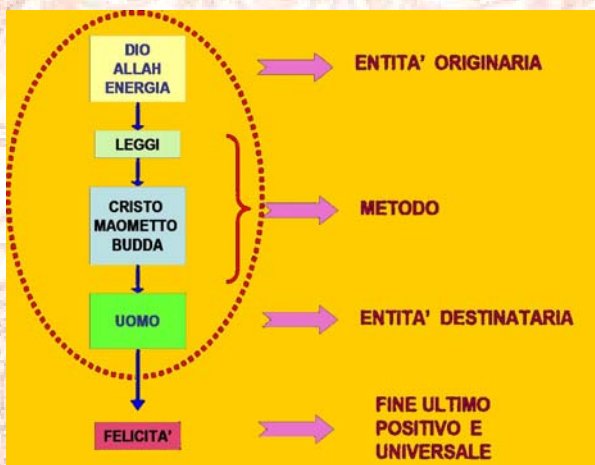 DIO
ALLAH
ENERGIA
ENTITA' ORIGINARIA
LEGGI
CRISTO
MAOMETTO
BUDDA
METODO
UOMO
ENTITA' DESTINATARIA
FELICITA'
FINE ULTIMO
POSITIVO E
UNIVERSALE